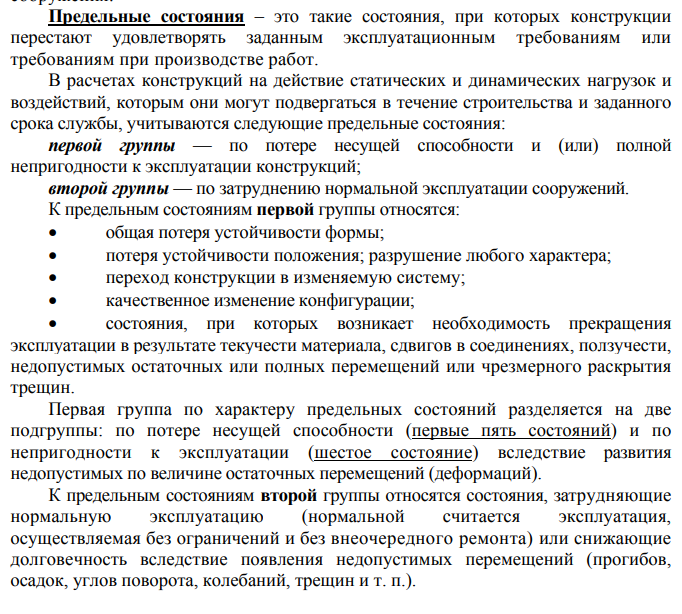 Предельные состояния – это такие состояния, при которых конструкции
перестают удовлетворять заданным эксплуатационным требованиям или
требованиям при производстве работ.
В расчетах конструкций на действие статических и динамических нагрузок и
воздействий, которым они могут подвергаться в течение строительства и заданного
срока службы, учитываются следующие предельные состояния:
первой группы — по потере несущей способности и (или) полной
непригодности к эксплуатации конструкций;
второй группы — по затруднению нормальной эксплуатации сооружений.
К предельным состояниям первой группы относятся:
• общая потеря устойчивости формы;
• потеря устойчивости положения; разрушение любого характера;
• переход конструкции в изменяемую систему;
• качественное изменение конфигурации;
• состояния, при которых возникает необходимость прекращения
эксплуатации в результате текучести материала, сдвигов в соединениях, ползучести,
недопустимых остаточных или полных перемещений или чрезмерного раскрытия
трещин.
Первая группа по характеру предельных состояний разделяется на две
подгруппы: по потере несущей способности (первые пять состояний) и по
непригодности к эксплуатации (шестое состояние) вследствие развития
недопустимых по величине остаточных перемещений (деформаций).
К предельным состояниям второй группы относятся состояния, затрудняющие
нормальную эксплуатацию (нормальной считается эксплуатация,
осуществляемая без ограничений и без внеочередного ремонта) или снижающие
долговечность вследствие появления недопустимых перемещений (прогибов,
осадок, углов поворота, колебаний, трещин и т. п.).